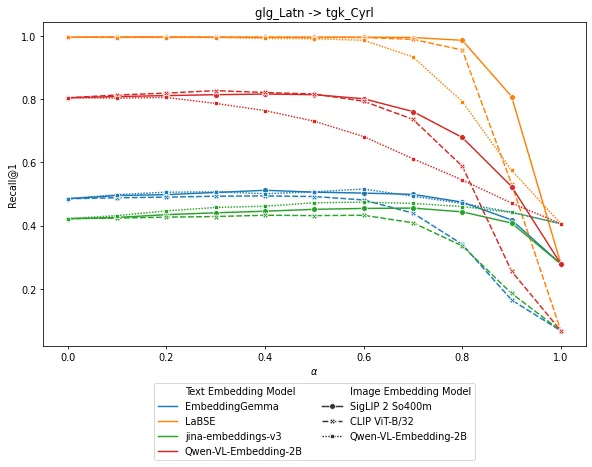 glg_Latn -> tgk_Cyrl
Recall@1
0.8
0.6
0.4
0.2
0.0 0.2 0.4 0.6 0.8 1.0
α
Text Embedding Model
EmbeddingGemma
LaBSE
jina-embeddings-v3
Qwen-VL-Embedding-2B
Image Embedding Model
SigLIP 2 So400m
CLIP ViT-B/32
Qwen-VL-Embedding-2B
1.0